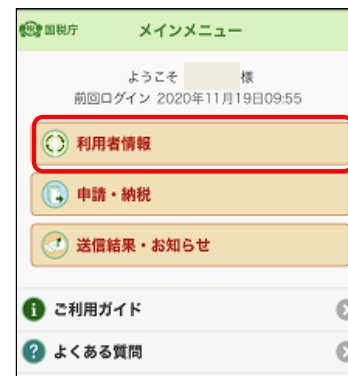 国税庁 メインメニュー
ようこそ 様
前回ログイン 2020年11月19日09:55
利用者情報
申請・納税
送信結果・お知らせ
ご利用ガイド
よくある質問